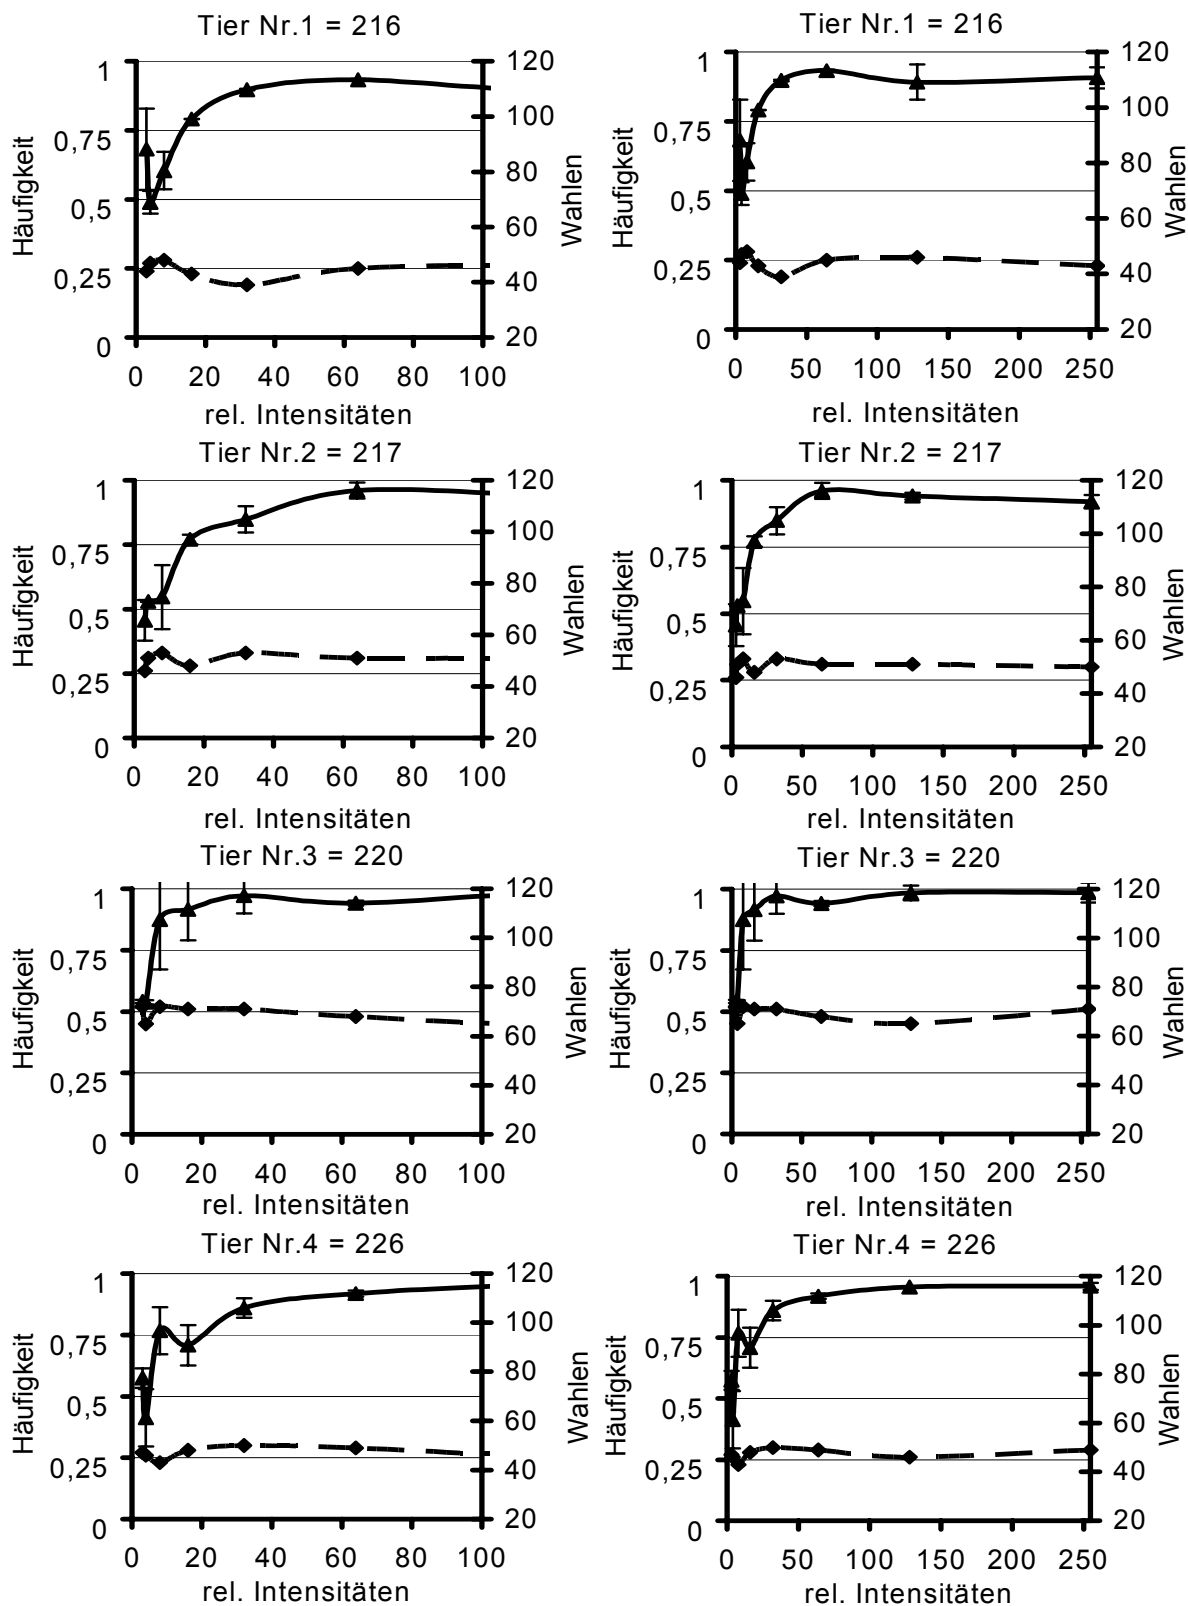 Tier Nr.1 = 216
Häufigkeit
1
0,75
0,5
0,25
0
120
100
80
60
40
20
Wahlen
0 20 40 60 80 100
rel. Intensitäten
Tier Nr.1 = 216
Häufigkeit
1
0,75
0,5
0,25
0
120
100
80
60
40
20
Wahlen
0 50 100 150 200 250
rel. Intensitäten
Tier Nr.2 = 217
Häufigkeit
1
0,75
0,5
0,25
0
120
100
80
60
40
20
Wahlen
0 20 40 60 80 100
rel. Intensitäten
Tier Nr.2 = 217
Häufigkeit
1
0,75
0,5
0,25
0
120
100
80
60
40
20
Wahlen
0 50 100 150 200 250
rel. Intensitäten
Tier Nr.3 = 220
Häufigkeit
1
0,75
0,5
0,25
0
120
100
80
60
40
20
Wahlen
0 20 40 60 80 100
rel. Intensitäten
Tier Nr.3 = 220
Häufigkeit
1
0,75
0,5
0,25
0
120
100
80
60
40
20
Wahlen
0 50 100 150 200 250
rel. Intensitäten
Tier Nr.4 = 226
Häufigkeit
1
0,75
0,5
0,25
0
120
100
80
60
40
20
Wahlen
0 20 40 60 80 100
rel. Intensitäten
Tier Nr.4 = 226
Häufigkeit
1
0,75
0,5
0,25
0
120
100
80
60
40
20
Wahlen
0 50 100 150 200 250
rel. Intensitäten